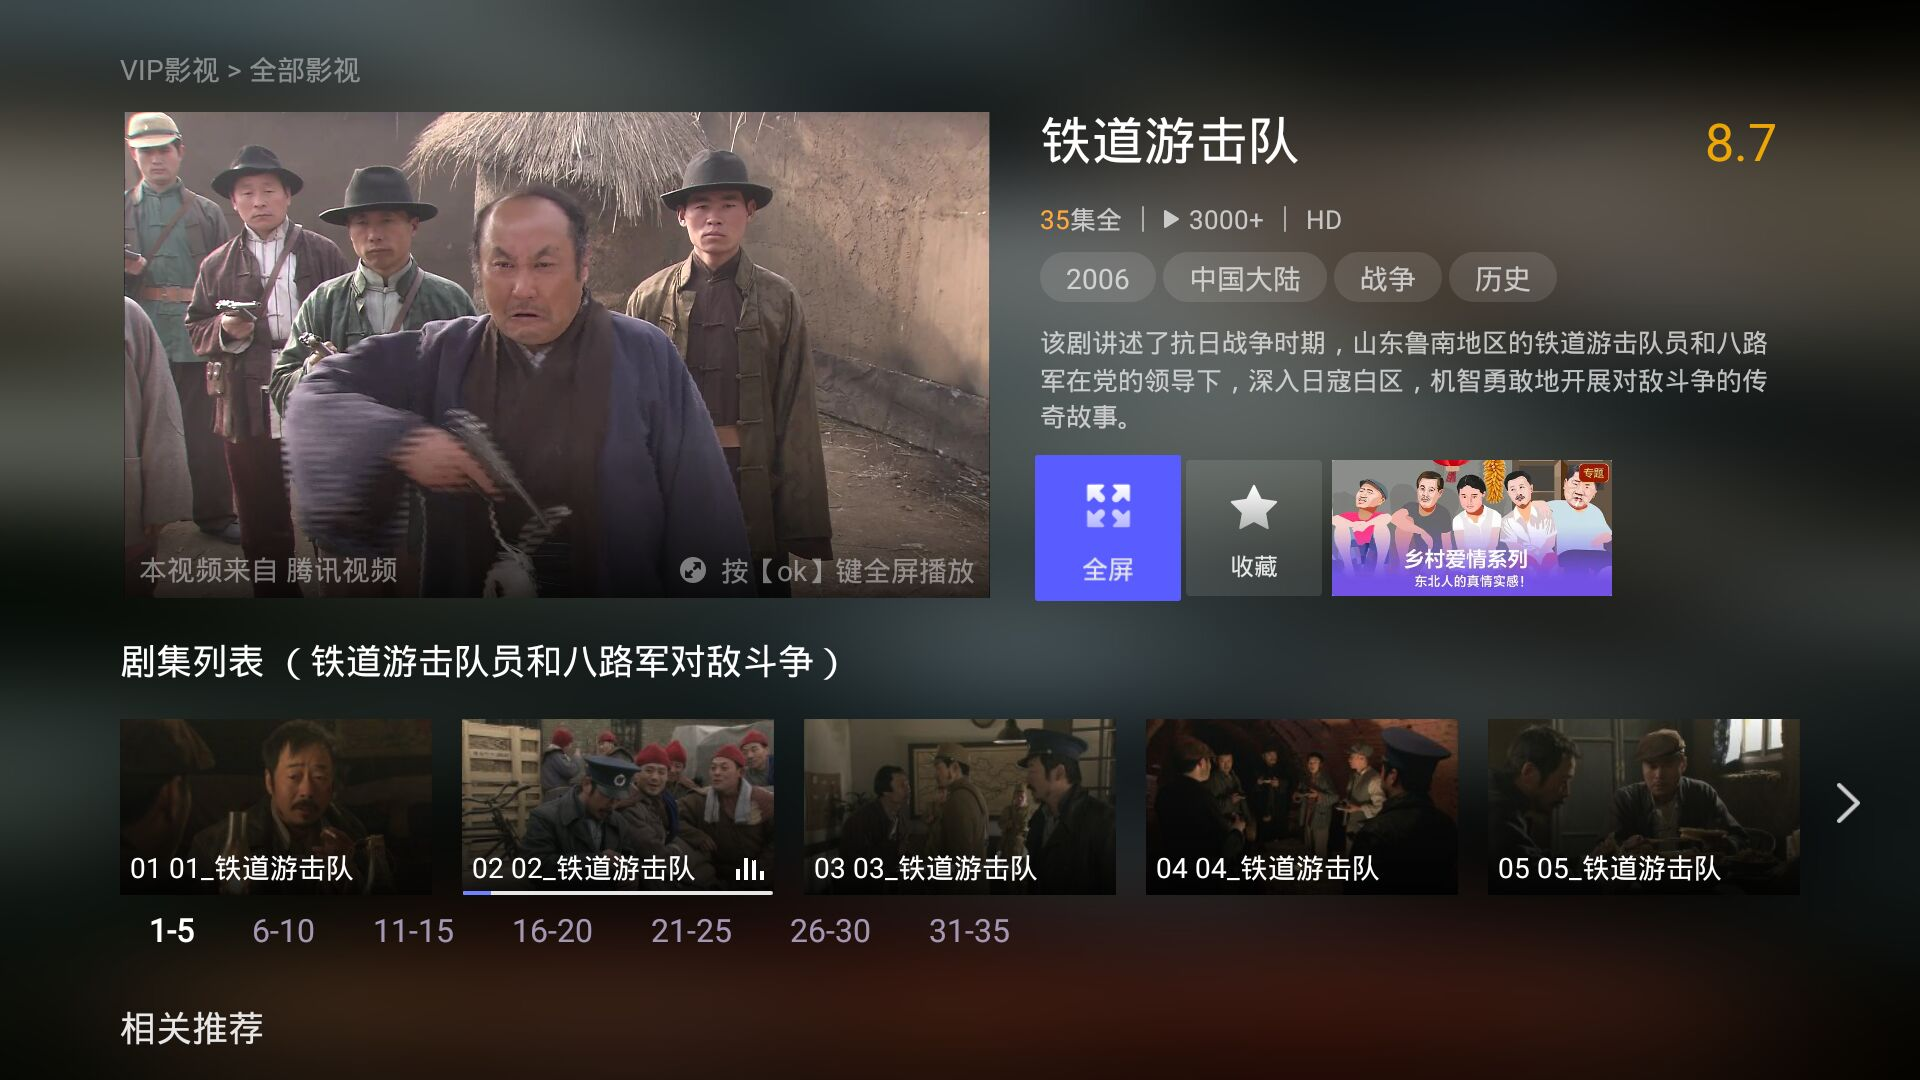 VIP影视 > 全部影视
铁道游击队
8.7
35集全 | 3000+ | HD
2006 中国大陆 战争 历史
该剧讲述了抗日战争时期，山东鲁南地区的铁道游击队员和八路
军在党的领导下，深入日寇白区，机智勇敢地开展对敌斗争的传
奇故事。
本视频来自 腾讯视频
按【ok】键全屏播放
全屏
收藏
专题
乡村爱情系列
东北人的真情实感！
剧集列表 （铁道游击队员和八路军对敌斗争）
01 01_铁道游击队
02 02_铁道游击队
03 03_铁道游击队
04 04_铁道游击队
05 05_铁道游击队
1-5 6-10 11-15 16-20 21-25 26-30 31-35
相关推荐